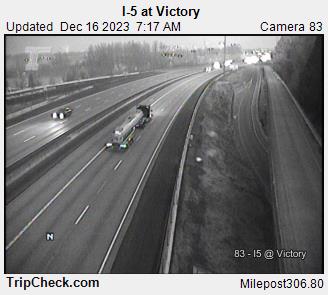 I-5 at Victory
Updated Dec 16 2023 7:17 AM Camera 83
N
83 - I5 @ Victory
TripCheck.com Milepost306.80